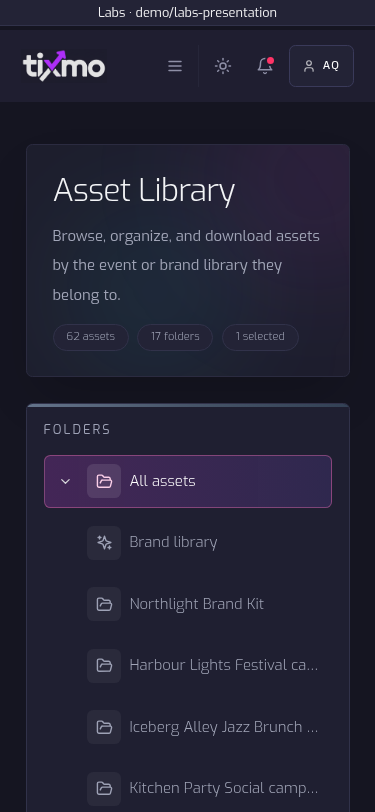 Labs · demo/labs-presentation
tixmo
AQ
Asset Library
Browse, organize, and download assets
by the event or brand library they
belong to.
62 assets 17 folders 1 selected
FOLDERS
All assets
Brand library
Northlight Brand Kit
Harbour Lights Festival ca...
Iceberg Alley Jazz Brunch ...
Kitchen Party Social camp...